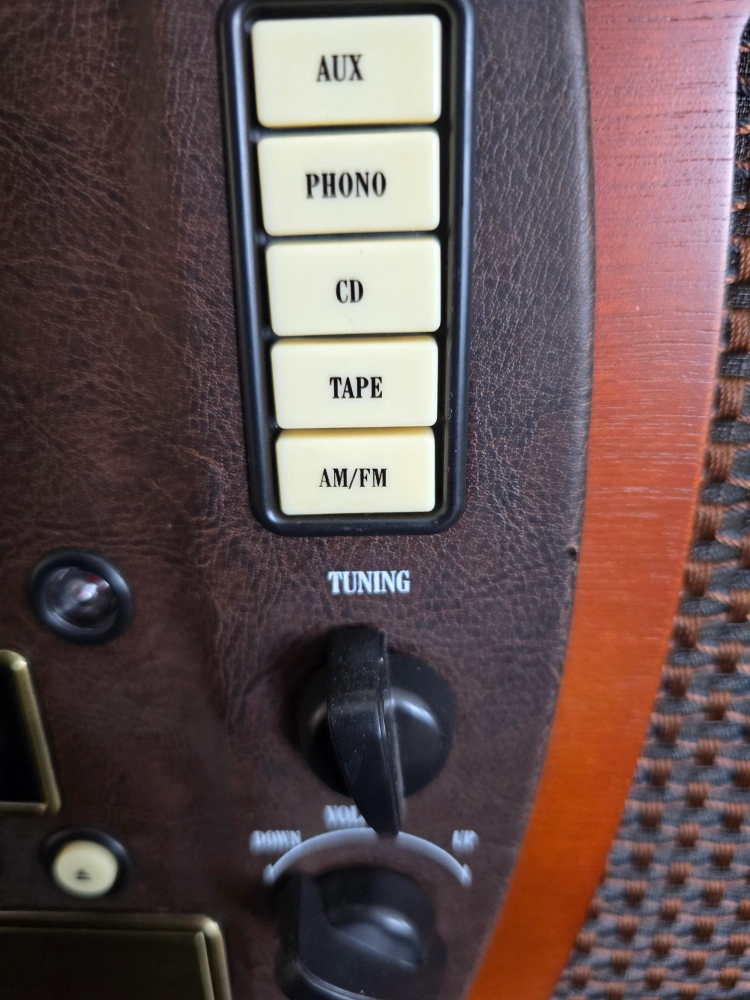 AUX
PHONO
CD
TAPE
AM/FM
TUNING
DOWN
UP